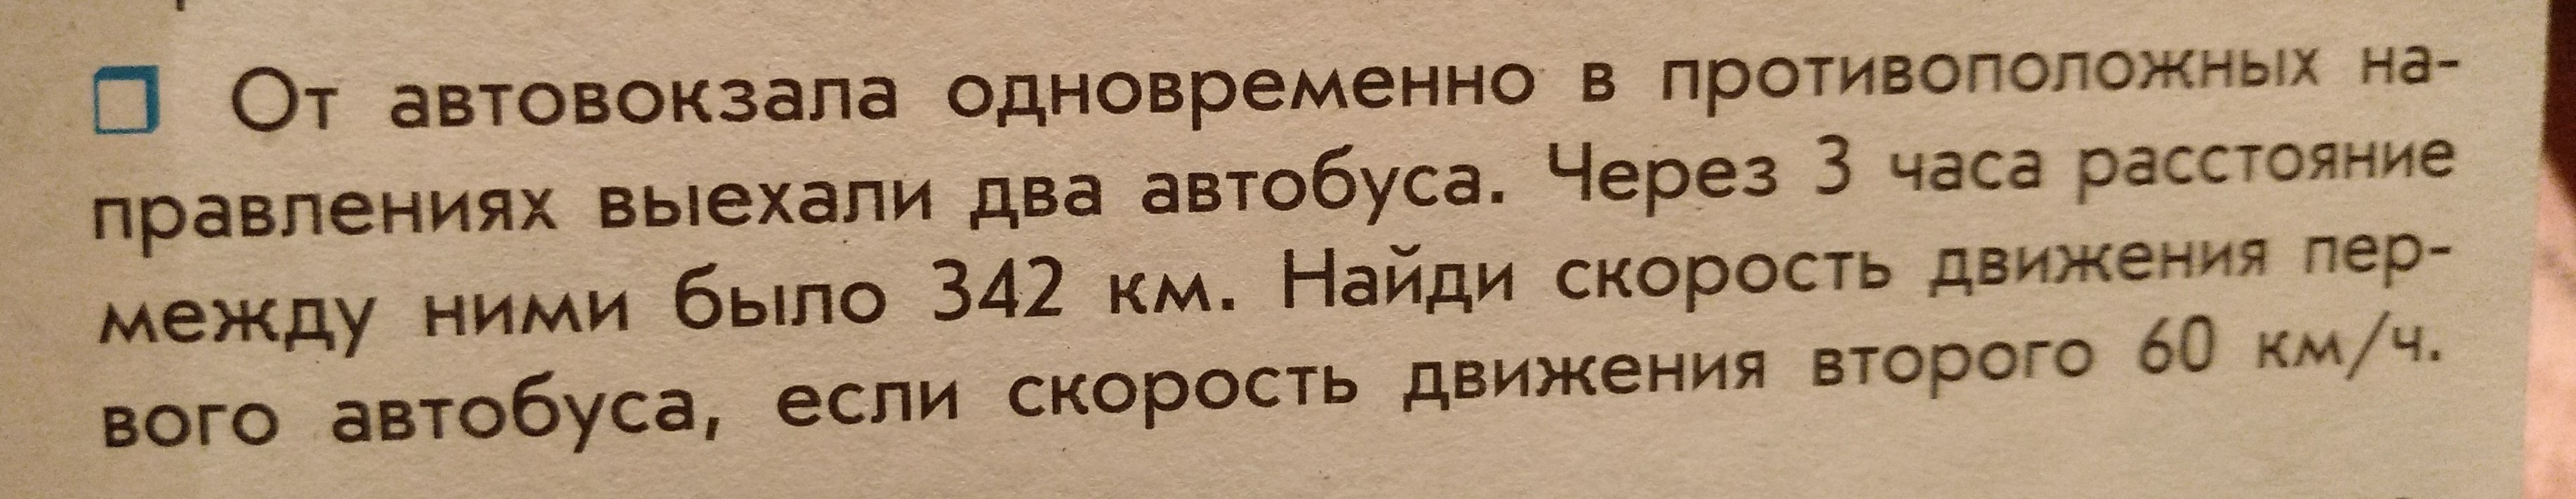 От автовокзала одновременно в противоположных на-
правлениях выехали два автобуса. Через 3 часа расстояние
между ними было 342 км. Найди скорость движения пер-
вого автобуса, если скорость движения второго 60 км/ч.